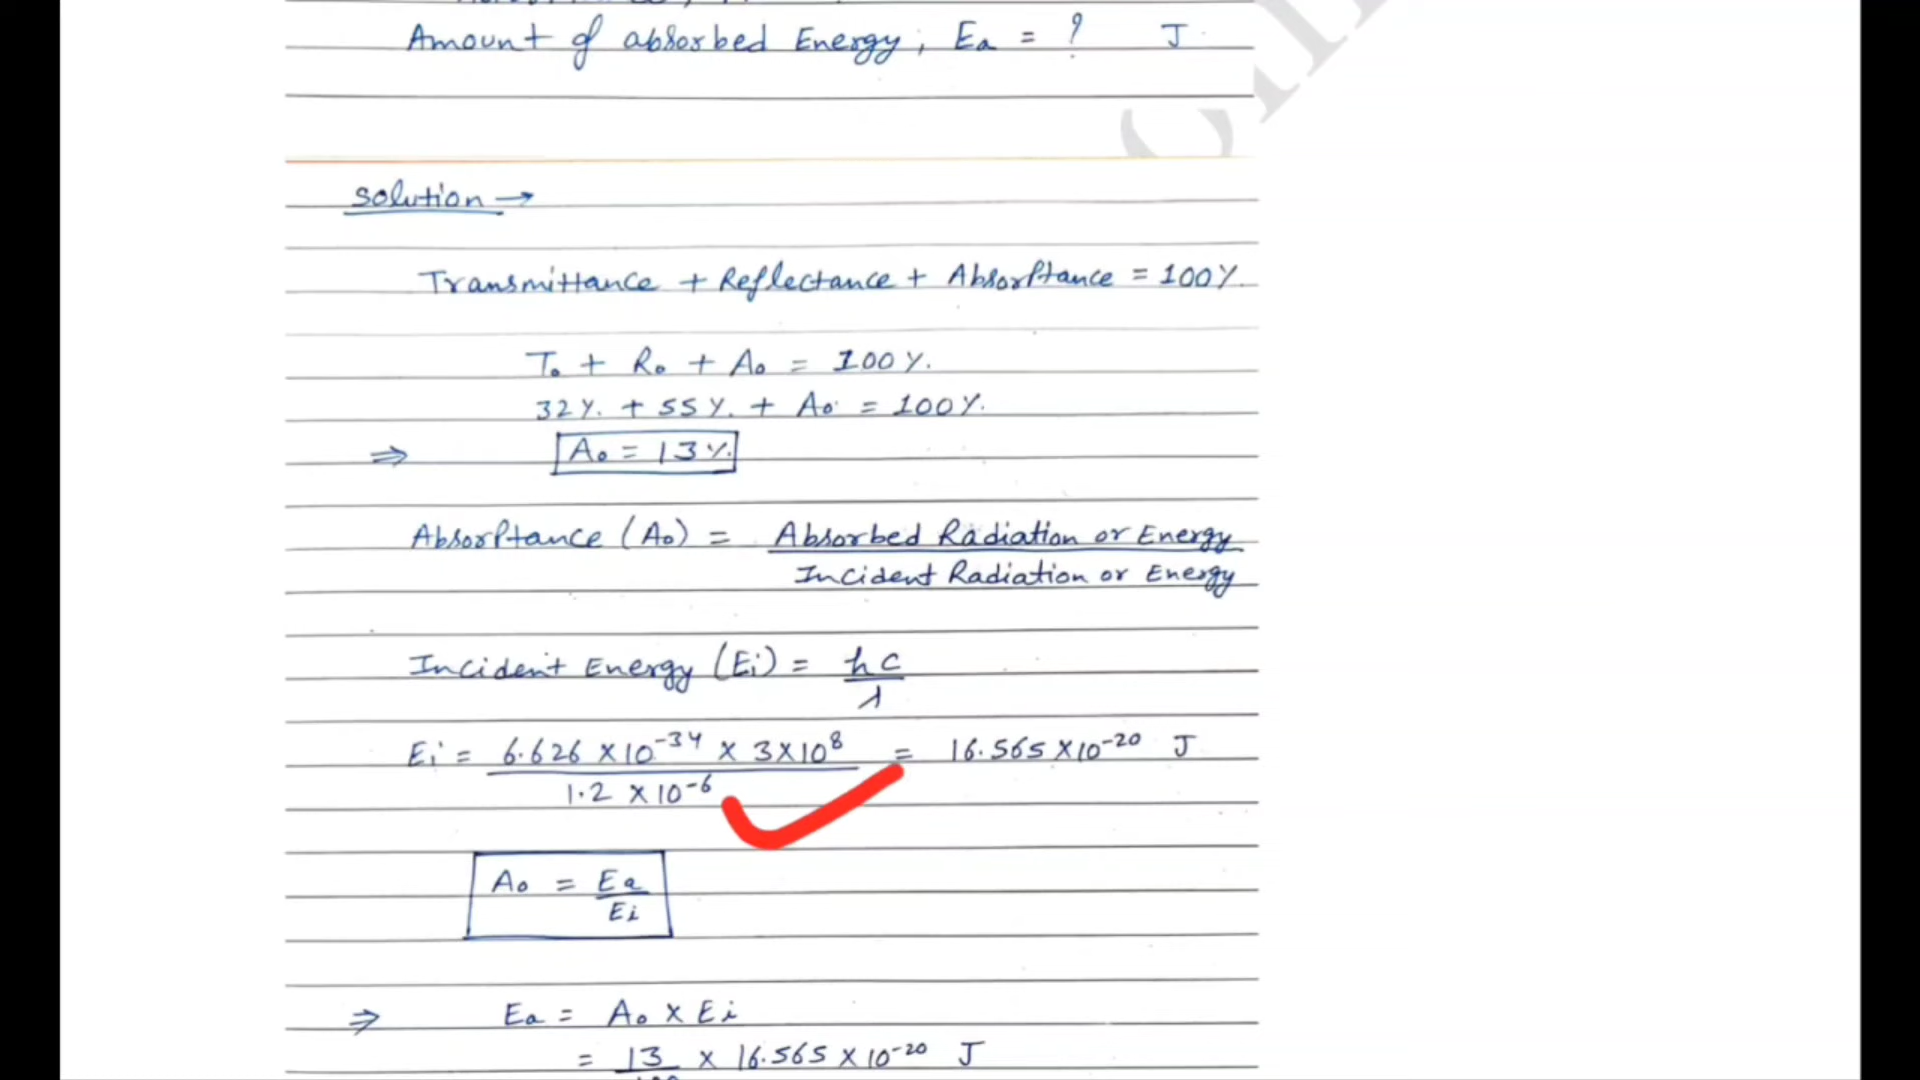 Amount of absorbed Energy, Ea = ? J
Solution →
Transmittance + Reflectance + Absorptance = 100%.
T₀ + R₀ + A₀ = 100%.
32%. + 55%. + A₀ = 100%.
⇒ A₀ = 13%.
Absorptance (A₀) = Absorbed Radiation or Energy
Incident Radiation or Energy
Incident Energy (Ei) = hc
λ
Ei = 6.626 × 10⁻³⁴ × 3×10⁸ = 16.565 × 10⁻²⁰ J
1.2 × 10⁻⁶
A₀ = Ea
Ei
⇒ Ea = A₀ × Ei
= 13 × 16.565 × 10⁻²⁰ J